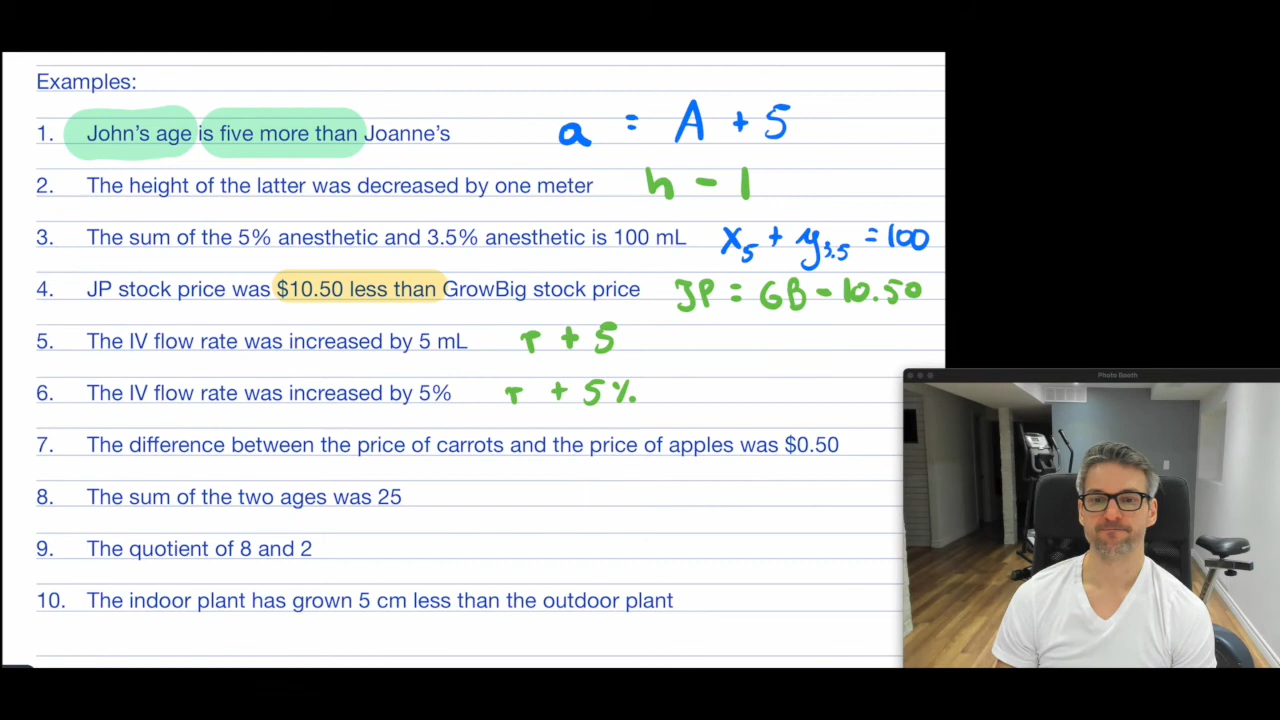 Examples:
1. John's age is five more than Joanne's a = A + 5
2. The height of the latter was decreased by one meter h - 1
3. The sum of the 5% anesthetic and 3.5% anesthetic is 100 mL x₅ + y₃.₅ = 100
4. JP stock price was $10.50 less than GrowBig stock price JP = GB - 10.50
5. The IV flow rate was increased by 5 mL r + 5
6. The IV flow rate was increased by 5% r + 5%
Photo Booth
7. The difference between the price of carrots and the price of apples was $0.50
8. The sum of the two ages was 25
9. The quotient of 8 and 2
10. The indoor plant has grown 5 cm less than the outdoor plant